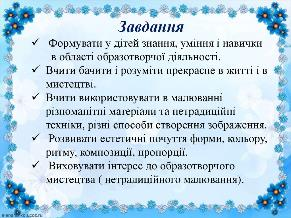 Завдання
✓ Формувати у дітей знання, уміння і навички
в області образотворчої діяльності.
✓ Вчити бачити і розуміти прекрасне в житті і в
мистецтві.
✓ Вчити використовувати в малюванні
різноманітні матеріали та нетрадиційні
техніки, різні способи створення зображення.
✓ Розвивати естетичні почуття форми, кольору,
ритму, композиції, пропорції.
✓ Виховувати інтерес до образотворчого
мистецтва ( нетрадиційного малювання).